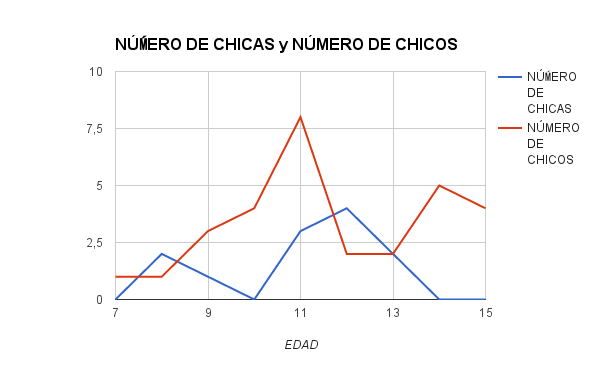 NÚMERO DE CHICAS y NÚMERO DE CHICOS
10
7,5
5
2,5
0
7 9 11 13 15
EDAD
NÚMERO
DE
CHICAS
NÚMERO
DE
CHICOS